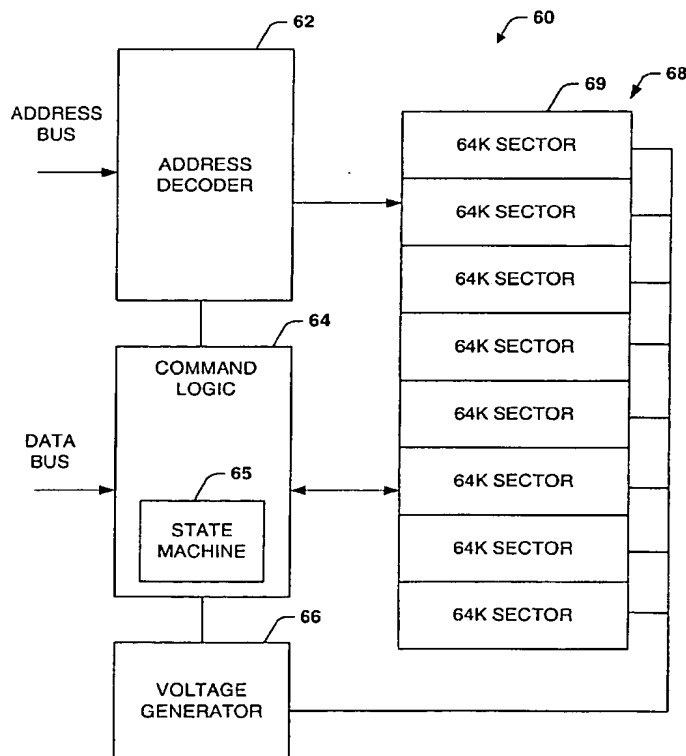 62
60
69
68
ADDRESS
BUS
ADDRESS
DECODER
64K SECTOR
64K SECTOR
64K SECTOR
64K SECTOR
64K SECTOR
64K SECTOR
64K SECTOR
64K SECTOR
64
COMMAND
LOGIC
DATA
BUS
65
STATE
MACHINE
66
VOLTAGE
GENERATOR